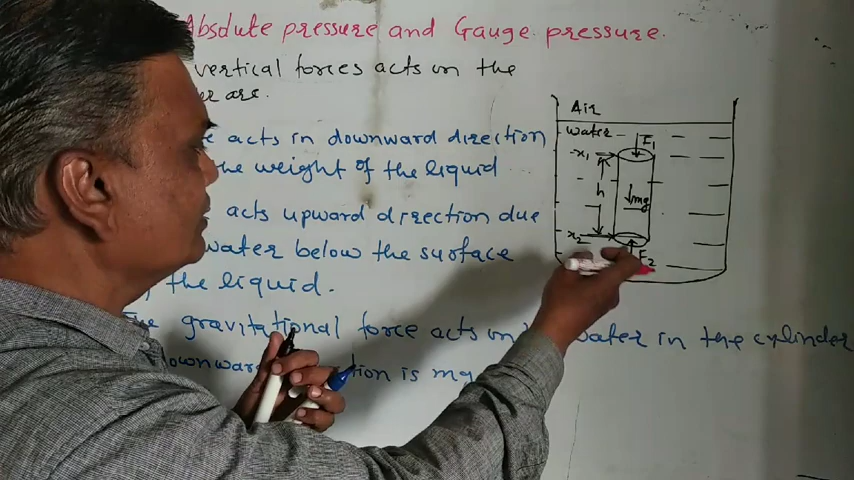 Absolute pressure and Gauge pressure.
vertical forces acts on the
are.
acts in downward direction
the weight of the liquid
acts upward direction due
water below the surface
the liquid.
The gravitational force acts on water in the cylinder
downward is mg
Air
water
F1
x1
h
mg
x2
F2